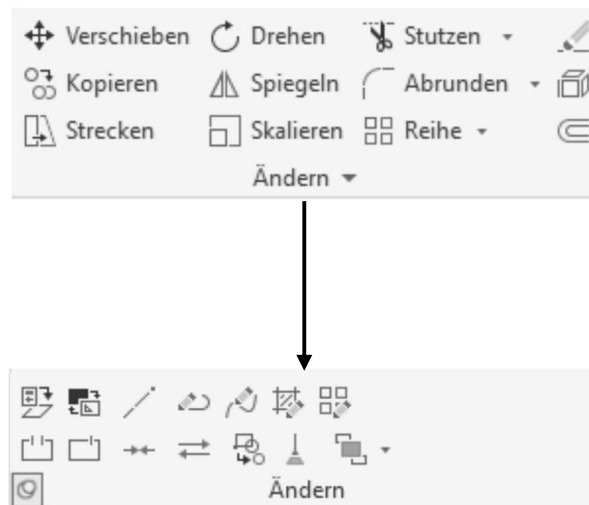 Verschieben Drehen Stutzen
Kopieren Spiegeln Abrunden
Strecken Skalieren Reihe
Ändern
Ändern